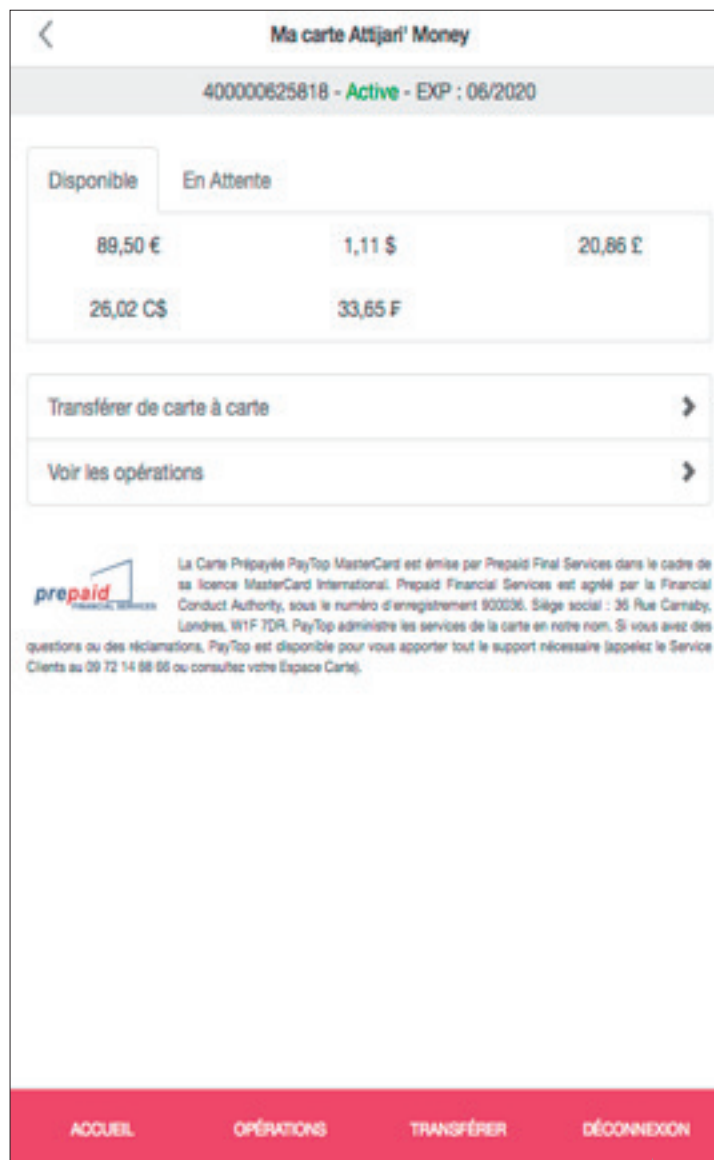 Ma carte Attijari' Money
400000625818 - Active - EXP : 06/2020
Disponible En Attente
89,50 € 1,11 $ 20,86 £
26,02 C$ 33,65 ₣
Transférer de carte à carte
Voir les opérations
prepaid
FINANCIAL SERVICES
La Carte Prépayée PayTop MasterCard est émise par Prepaid Final Services dans le cadre de
sa licence MasterCard International. Prepaid Financial Services est agréé par la Financial
Conduct Authority, sous le numéro d'enregistrement 900036. Siège social : 36 Rue Carnaby,
Londres, W1F 7DR. PayTop administre les services de la carte en notre nom. Si vous avez des
questions ou des réclamations, PayTop est disponible pour vous apporter tout le support nécessaire (appelez le Service
Clients au 09 72 14 68 66 ou consultez votre Espace Carte).
ACCUEIL OPÉRATIONS TRANSFÉRER DÉCONNEXION